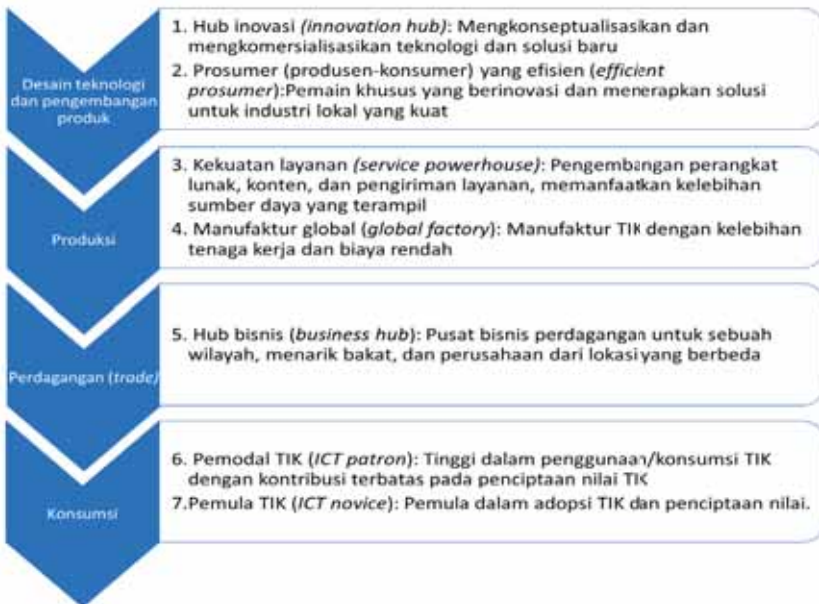 Desain teknologi
dan pengembangan
produk
1. Hub inovasi (innovation hub): Mengkonseptualisasikan dan
mengkomersialisasikan teknologi dan solusi baru
2. Prosumer (produsen-konsumer) yang efisien (efficient
prosumer):Pemain khusus yang berinovasi dan menerapkan solusi
untuk industri lokal yang kuat
Produksi
3. Kekuatan layanan (service powerhouse): Pengembangan perangkat
lunak, konten, dan pengiriman layanan, memanfaatkan kelebihan
sumber daya yang terampil
4. Manufaktur global (global factory): Manufaktur TIK dengan kelebihan
tenaga kerja dan biaya rendah
Perdagangan (trade)
5. Hub bisnis (business hub): Pusat bisnis perdagangan untuk sebuah
wilayah, menarik bakat, dan perusahaan dari lokasi yang berbeda
Konsumsi
6. Pemodal TIK (ICT patron): Tinggi dalam penggunaan/konsumsi TIK
dengan kontribusi terbatas pada penciptaan nilai TIK
7.Pemula TIK (ICT novice): Pemula dalam adopsi TIK dan penciptaan nilai.